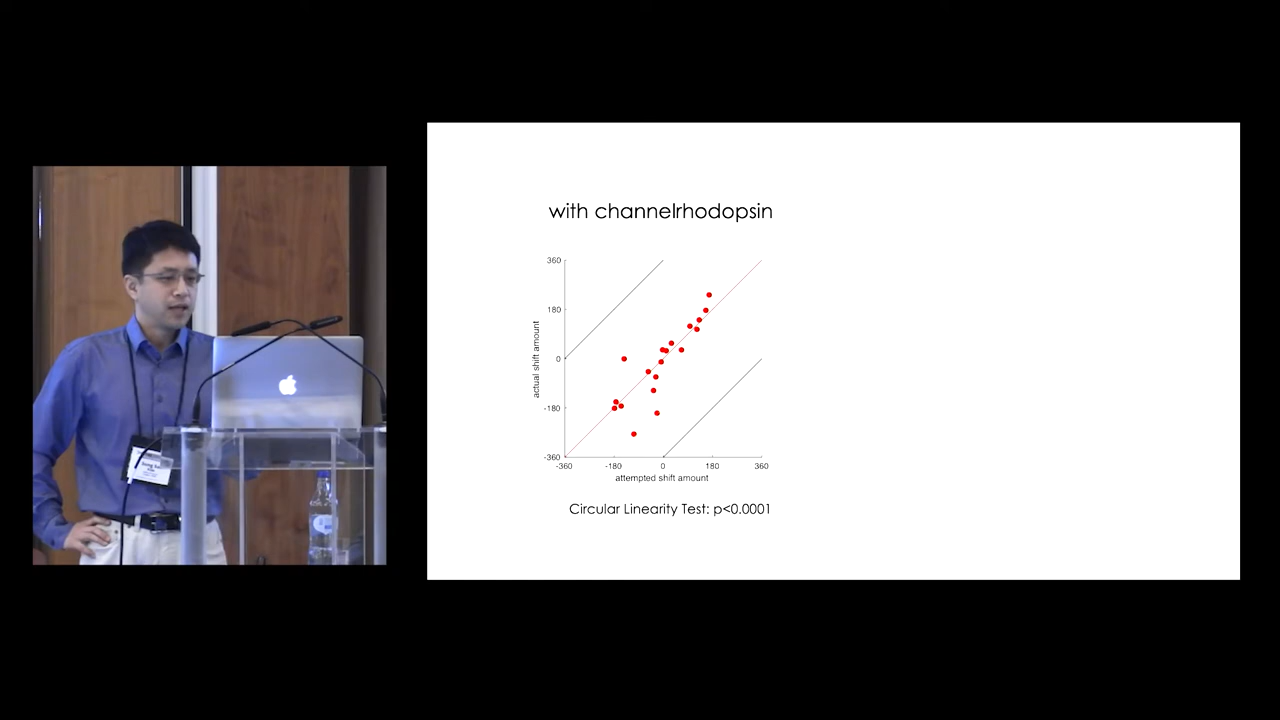 with channelrhodopsin
360
180
0
-180
-360
actual shift amount
-360
-180
0
180
360
attempted shift amount
Circular Linearity Test: p<0.0001